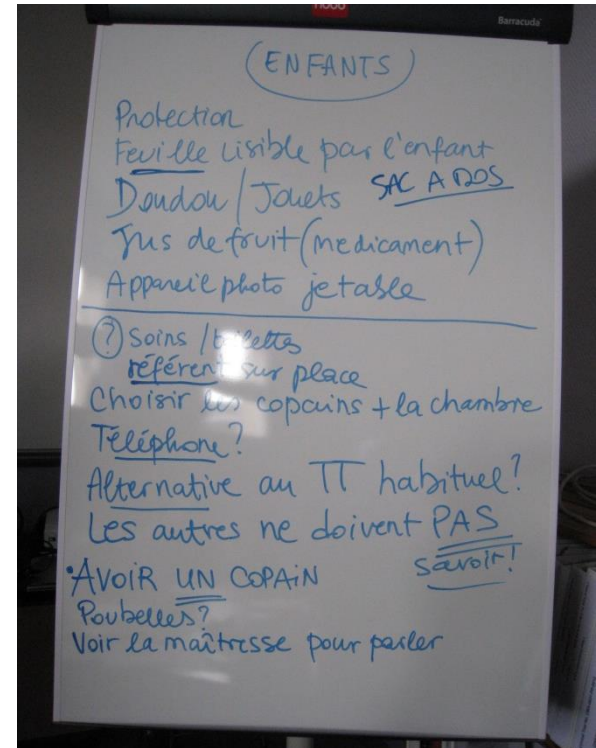 nobo
Barracuda
ENFANTS
Protection
Feuille lisible par l'enfant
Doudou / Jouets SAC A DOS
Jus de fruit (medicament)
Appareil photo jetable
? Soins / toilettes
référent sur place
Choisir les copains + la chambre
Téléphone?
Alternative au TT habituel?
Les autres ne doivent PAS
savoir!
• AVOIR UN COPAIN
Poubelles?
Voir la maîtresse pour parler